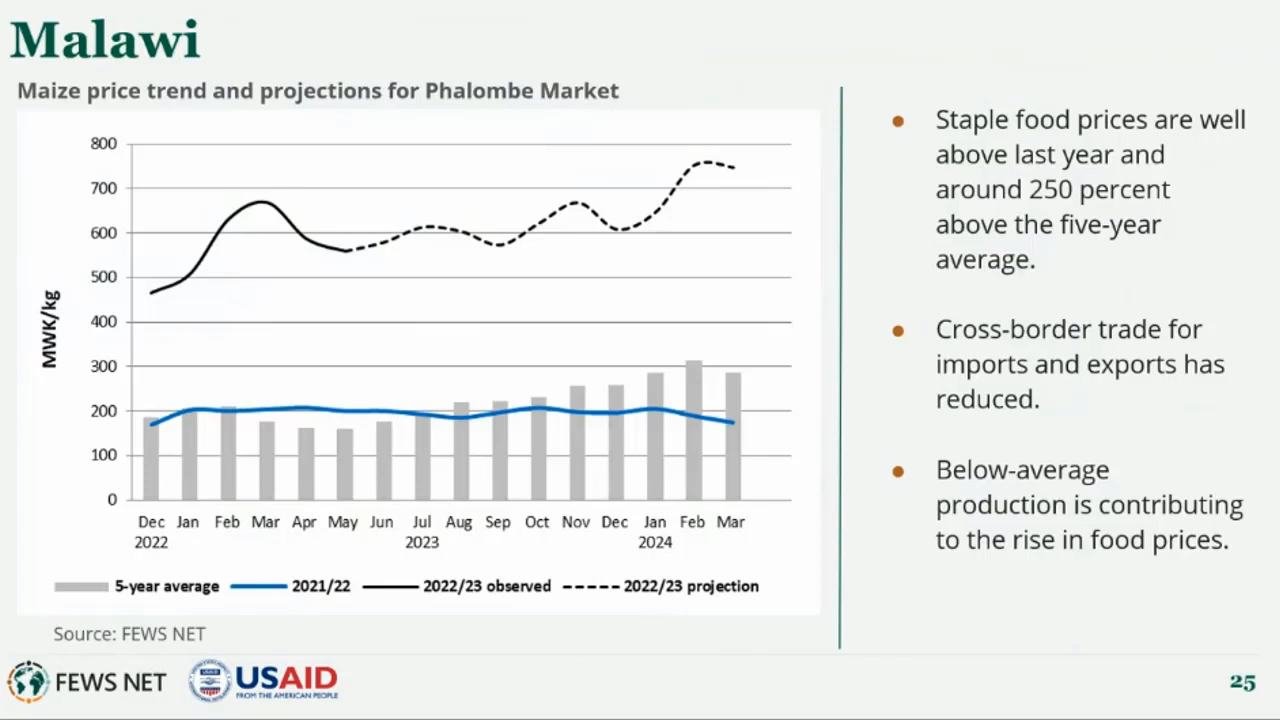 Malawi
Maize price trend and projections for Phalombe Market
800
700
600
500
400
300
200
100
0
MWK/kg
Dec Jan Feb Mar Apr May Jun Jul Aug Sep Oct Nov Dec Jan Feb Mar
2022 2023 2024
5-year average 2021/22 2022/23 observed 2022/23 projection
Source: FEWS NET
Staple food prices are well
above last year and
around 250 percent
above the five-year
average.
Cross-border trade for
imports and exports has
reduced.
Below-average
production is contributing
to the rise in food prices.
FEWS NET
USAID
FROM THE AMERICAN PEOPLE
25